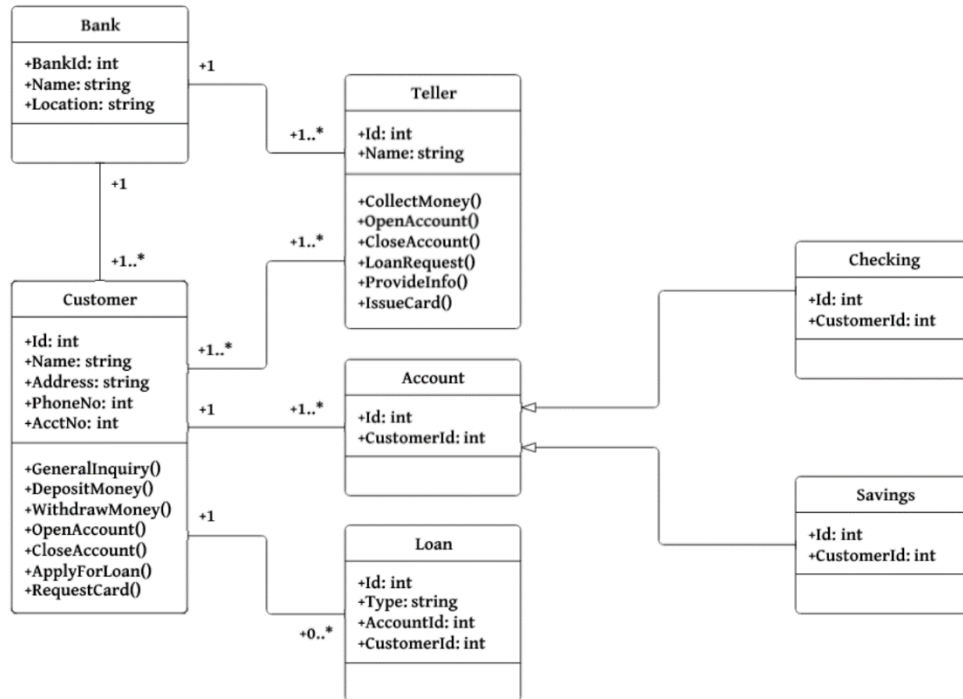 Bank
+BankId: int
+Name: string
+Location: string
+1
+1..*
+1
+1..*
Teller
+Id: int
+Name: string
+CollectMoney()
+OpenAccount()
+CloseAccount()
+LoanRequest()
+ProvideInfo()
+IssueCard()
Customer
+Id: int
+Name: string
+Address: string
+PhoneNo: int
+AcctNo: int
+GeneralInquiry()
+DepositMoney()
+WithdrawMoney()
+OpenAccount()
+CloseAccount()
+ApplyForLoan()
+RequestCard()
+1..*
+1..*
+1
+1..*
+1
+0..*
Account
+Id: int
+CustomerId: int
Loan
+Id: int
+Type: string
+AccountId: int
+CustomerId: int
Checking
+Id: int
+CustomerId: int
Savings
+Id: int
+CustomerId: int